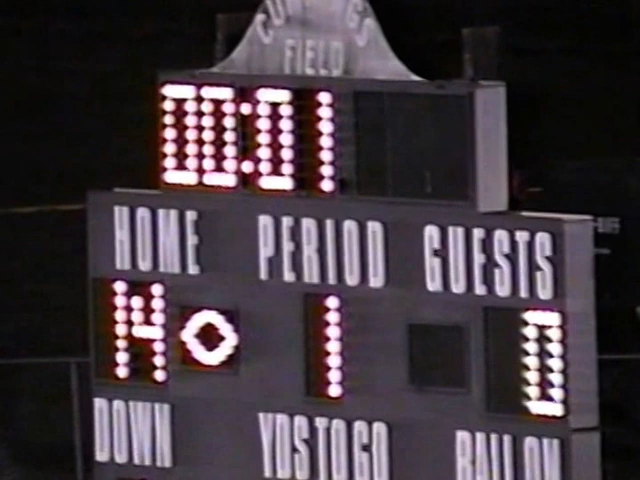 FIELD
00:01
HOME PERIOD GUESTS
14 1 0
DOWN YDS TO GO BALL ON